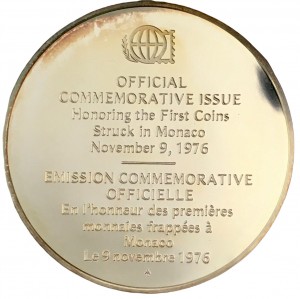 OFFICIAL
COMMEMORATIVE ISSUE
Honoring the First Coins
Struck in Monaco
November 9, 1976
EMISSION COMMEMORATIVE
OFFICIELLE
En l'honneur des premières
monnaies frappées à
Monaco
Le 9 novembre 1976